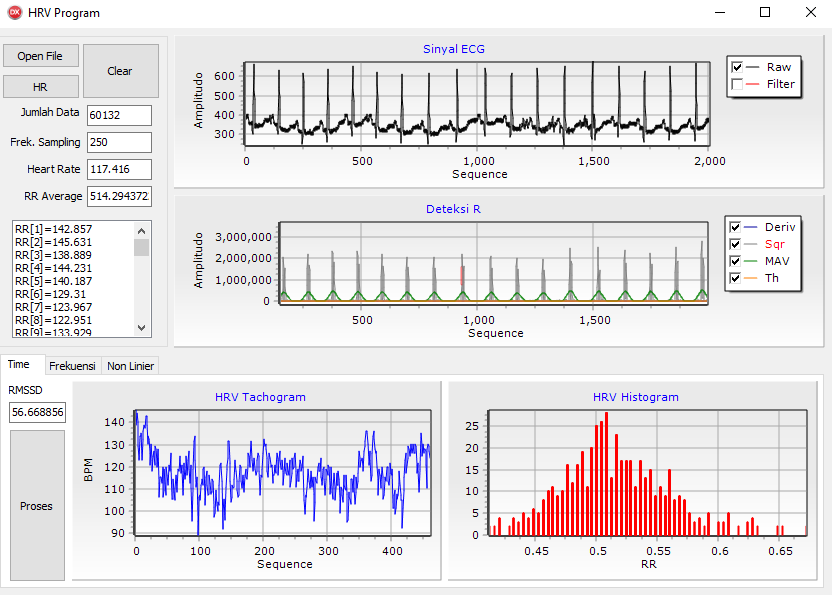 HRV Program
Open File
HR
Clear
Jumlah Data 60132
Frek. Sampling 250
Heart Rate 117.416
RR Average 514.294372
RR[1]=142.857
RR[2]=145.631
RR[3]=138.889
RR[4]=144.231
RR[5]=140.187
RR[6]=129.31
RR[7]=123.967
RR[8]=122.951
RR[9]=133.929
Sinyal ECG
Amplitudo
600
500
400
300
0 500 1,000 1,500 2,000
Sequence
Raw
Filter
Deteksi R
Amplitudo
3,000,000
2,000,000
1,000,000
0
500 1,000 1,500
Sequence
Deriv
Sqr
MAV
Th
Time Frekuensi Non Linier
RMSSD
56.668856
Proses
HRV Tachogram
BPM
140
130
120
110
100
90
0 100 200 300 400
Sequence
HRV Histogram
25
20
15
10
5
0
0.45 0.5 0.55 0.6 0.65
RR